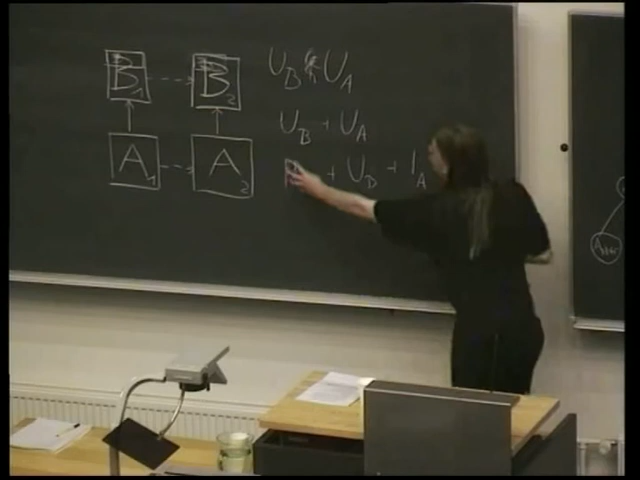 B1 B2 U_B U_A
U_B + U_A
A1 A2 + U_D + I_A
A